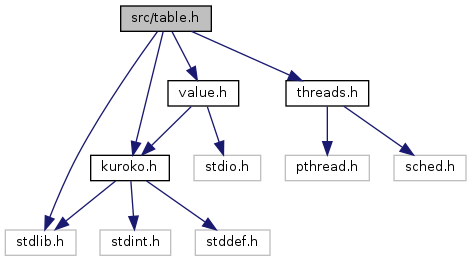 src/table.h
value.h
threads.h
kuroko.h
stdio.h
pthread.h
sched.h
stdlib.h
stdint.h
stddef.h